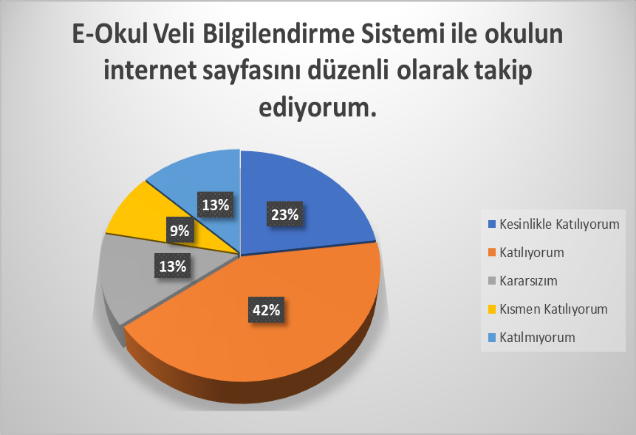 E-Okul Veli Bilgilendirme Sistemi ile okulun
internet sayfasını düzenli olarak takip
ediyorum.
13%
23%
9%
13%
42%
Kesinlikle Katılıyorum
Katılıyorum
Kararsızım
Kısmen Katılıyorum
Katılmıyorum